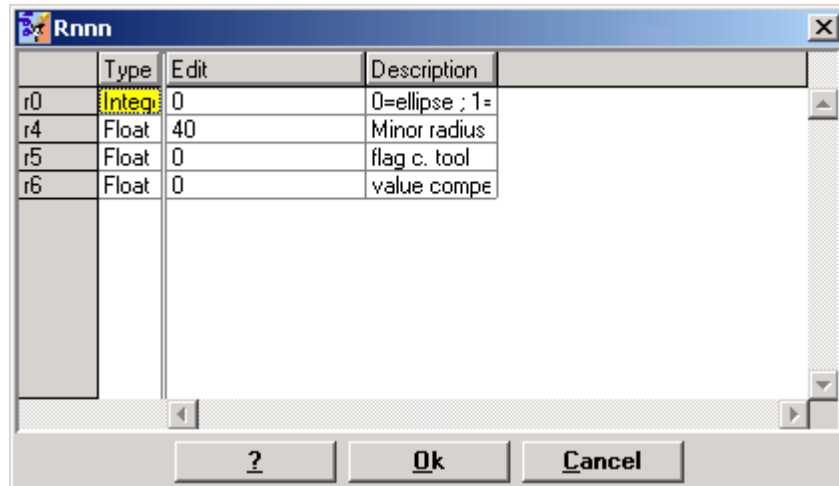 Rnnn
Type Edit Description
r0 Integ 0 0=ellipse ; 1=
r4 Float 40 Minor radius
r5 Float 0 flag c. tool
r6 Float 0 value compe
? Ok Cancel